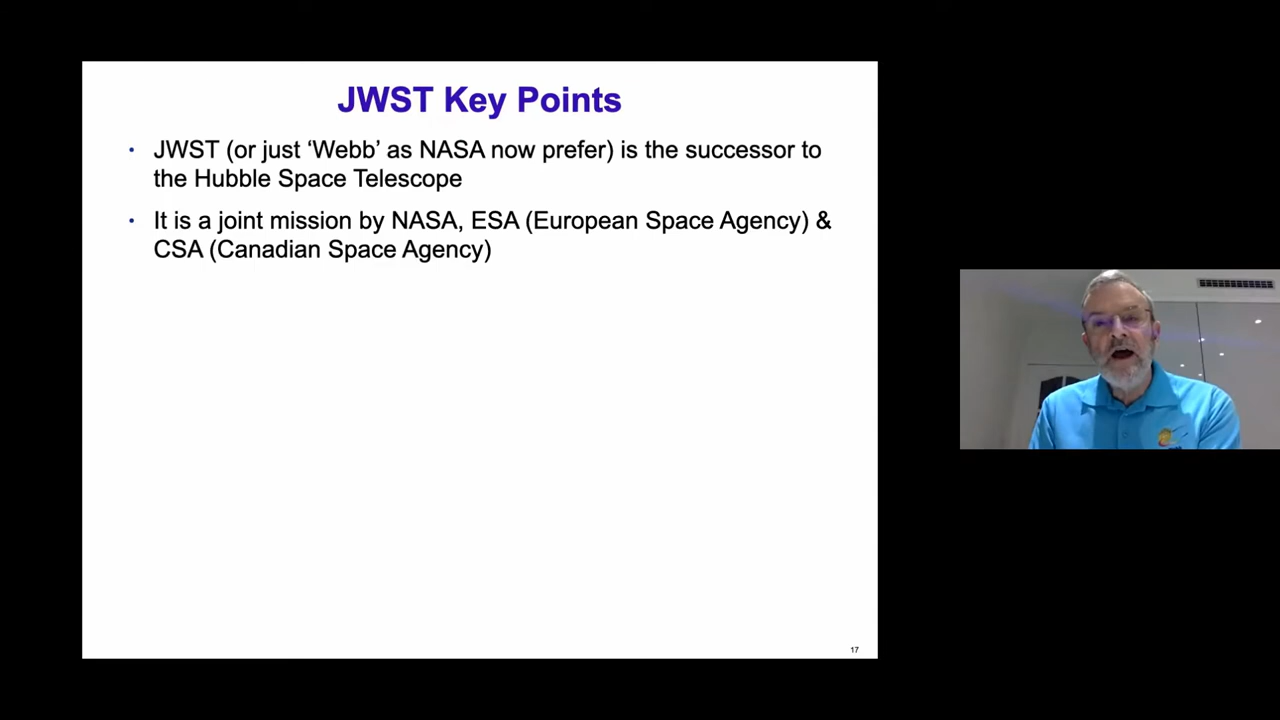 JWST Key Points
• JWST (or just ‘Webb’ as NASA now prefer) is the successor to
the Hubble Space Telescope
• It is a joint mission by NASA, ESA (European Space Agency) &
CSA (Canadian Space Agency)
17